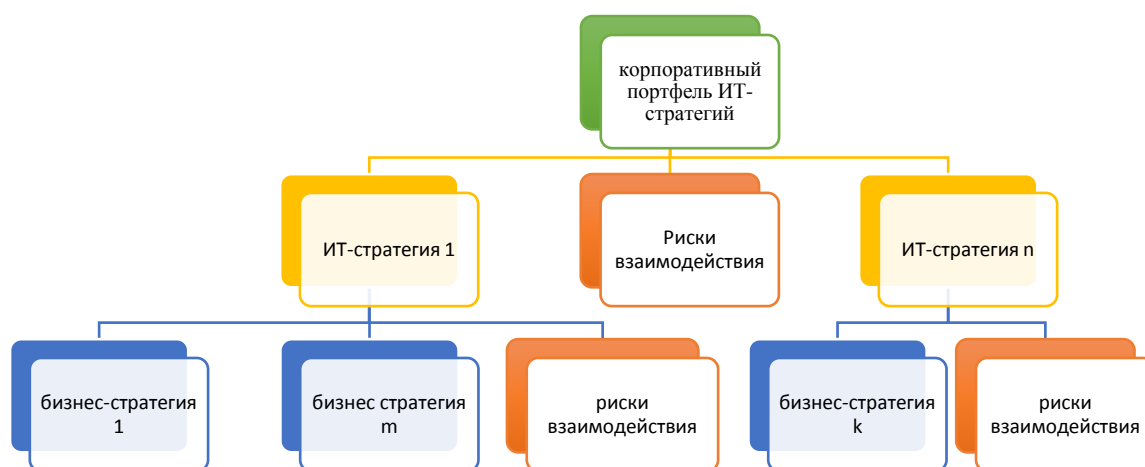 корпоративный
портфель ИТ-
стратегий
ИТ-стратегия 1
Риски
взаимодействия
ИТ-стратегия n
бизнес-стратегия
1
бизнес стратегия
m
риски
взаимодействия
бизнес-стратегия
k
риски
взаимодействия